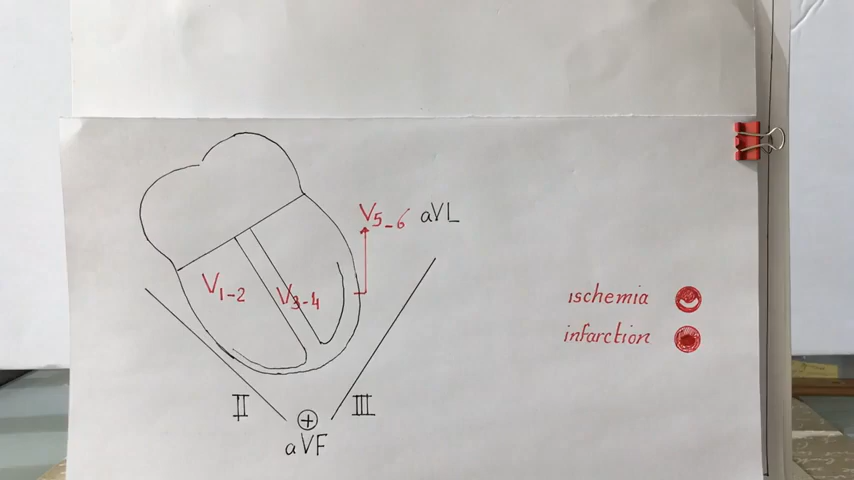 V5-6 aVL
V1-2
V3-4
ischemia
infarction
II
III
+
aVF